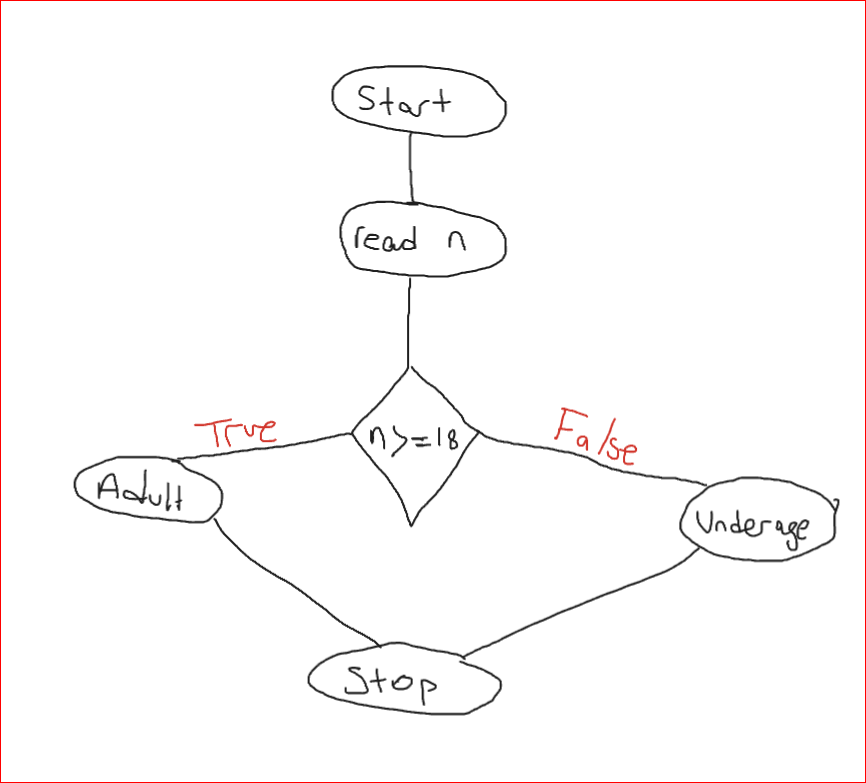 Start
read n
True
False
n>=18
Adult
Underage
Stop